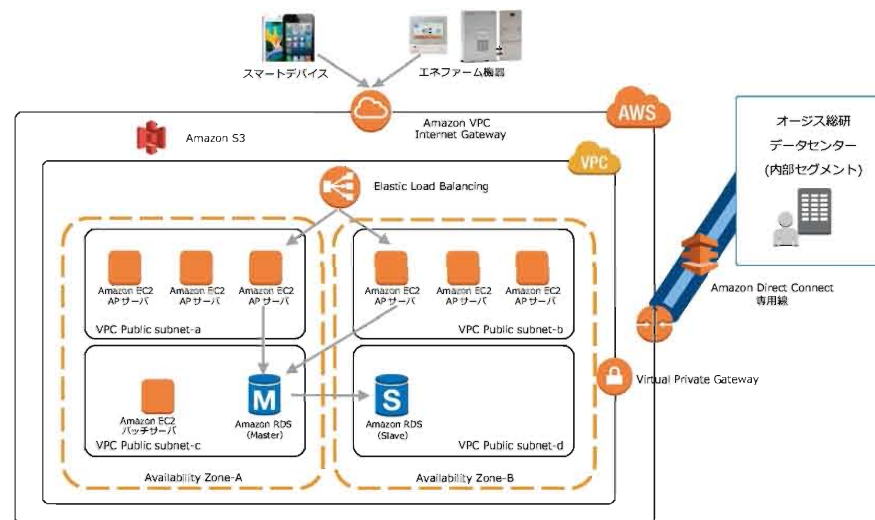 スマートデバイス
エネファーム機器
Amazon S3
Amazon VPC
Internet Gateway
AWS
VPC
オージス総研
データセンター
(内部セグメント)
Elastic Load Balancing
Amazon EC2
APサーバ
Amazon EC2
APサーバ
Amazon EC2
APサーバ
VPC Public subnet-a
Amazon EC2
APサーバ
Amazon EC2
APサーバ
Amazon EC2
APサーバ
VPC Public subnet-b
Amazon Direct Connect
専用線
Amazon EC2
バッチサーバ
M
Amazon RDS
(Master)
VPC Public subnet-c
S
Amazon RDS
(Slave)
VPC Public subnet-d
Virtual Private Gateway
Availability Zone-A
Availability Zone-B